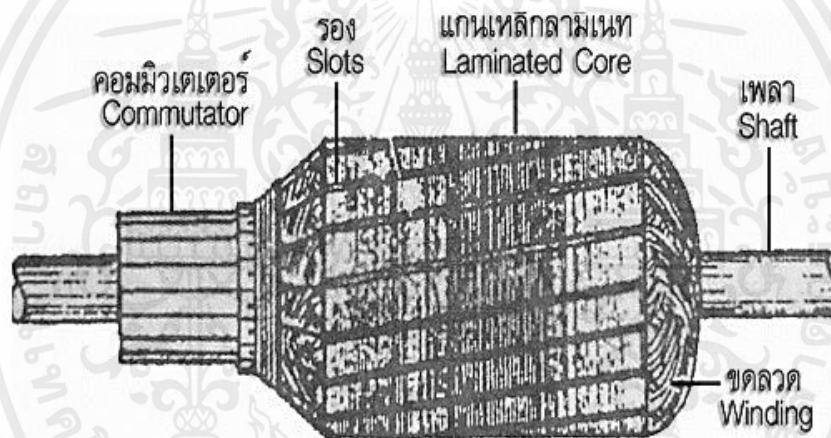 รอง
Slots
แกนเหล็กลามิเนท
Laminated Core
คอมมิวเตเตอร์
Commutator
เพลา
Shaft
ขดลวด
Winding